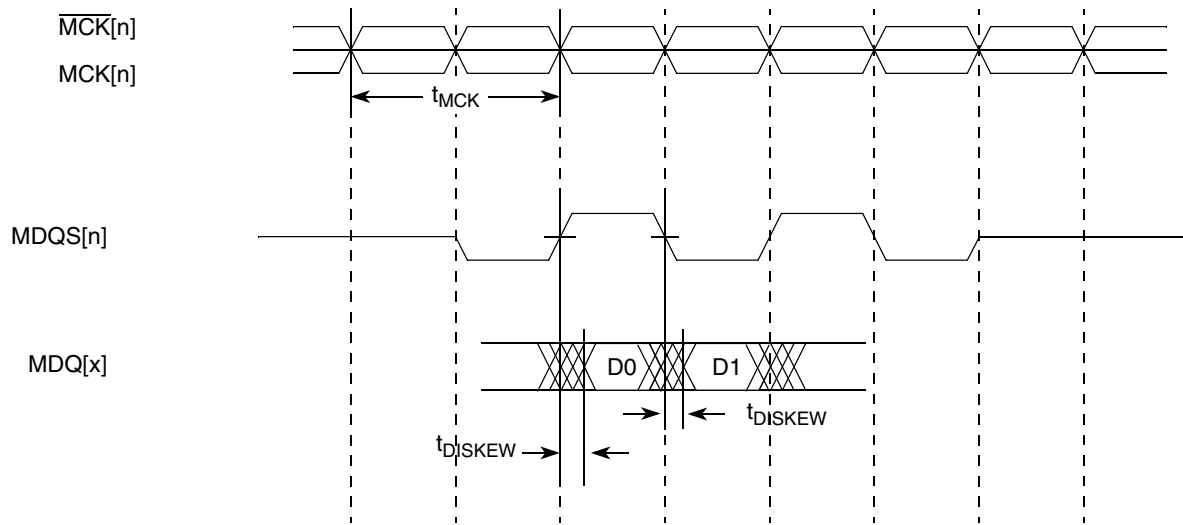 MCK[n]
MCK[n]
tMCK
MDQS[n]
MDQ[x]
D0
D1
tDISKEW
tDISKEW